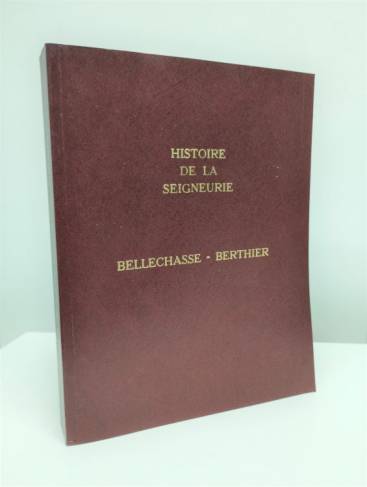 HISTOIRE
DE LA
SEIGNEURIE
BELLECHASSE - BERTHIER